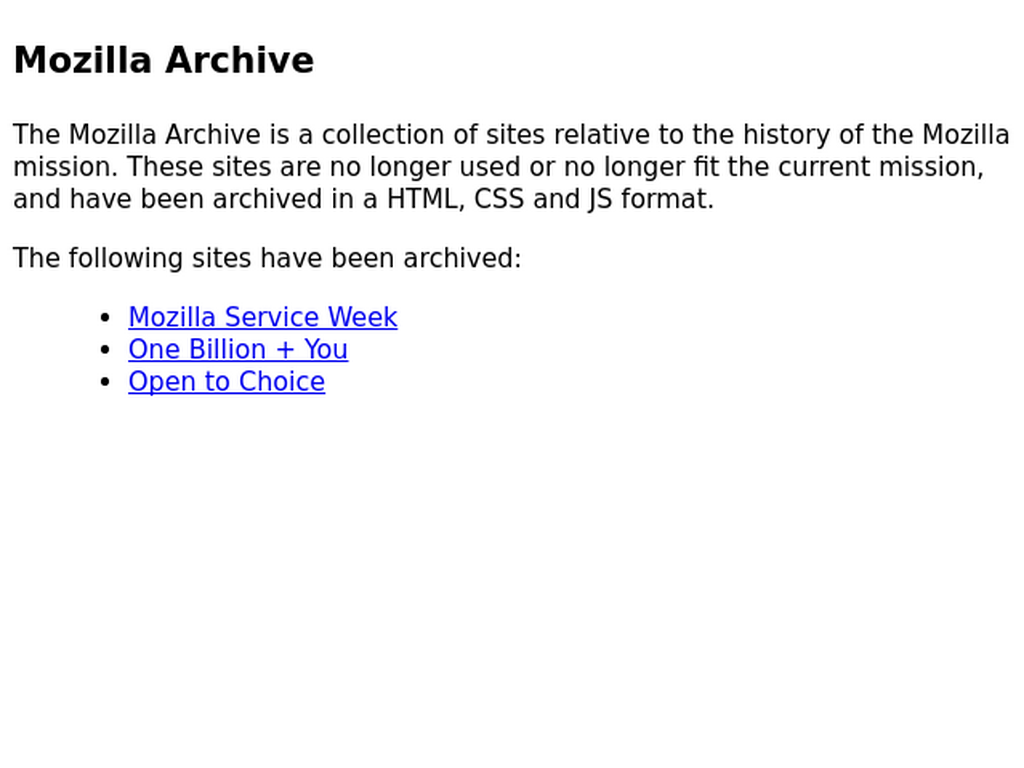 Mozilla Archive
The Mozilla Archive is a collection of sites relative to the history of the Mozilla
mission. These sites are no longer used or no longer fit the current mission,
and have been archived in a HTML, CSS and JS format.
The following sites have been archived:
• Mozilla Service Week
• One Billion + You
• Open to Choice